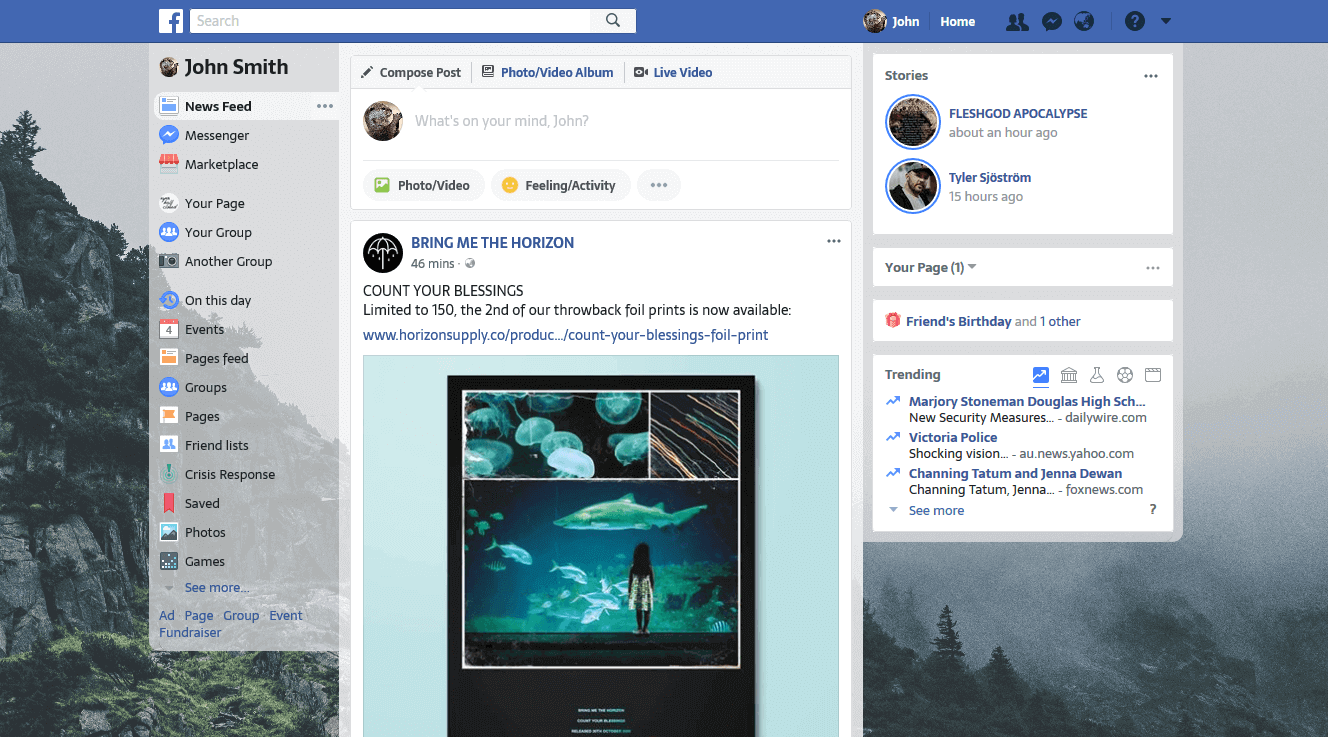 f
Search
John
Home
?
John Smith
News Feed
Messenger
Marketplace
Your Page
Your Group
Another Group
On this day
4 Events
Pages feed
Groups
Pages
Friend lists
Crisis Response
Saved
Photos
Games
See more...
Ad · Page · Group · Event ·
Fundraiser
Compose Post
Photo/Video Album
Live Video
What's on your mind, John?
Photo/Video
Feeling/Activity
BRING ME THE HORIZON
46 mins ·
COUNT YOUR BLESSINGS
Limited to 150, the 2nd of our throwback foil prints is now available:
www.horizonsupply.co/produc.../count-your-blessings-foil-print
BRING ME THE HORIZON
COUNT YOUR BLESSINGS
Stories
FLESHGOD APOCALYPSE
about an hour ago
Tyler Sjöström
15 hours ago
Your Page (1)
Friend's Birthday and 1 other
Trending
Marjory Stoneman Douglas High Sch...
New Security Measures... - dailywire.com
Victoria Police
Shocking vision... - au.news.yahoo.com
Channing Tatum and Jenna Dewan
Channing Tatum, Jenna... - foxnews.com
See more
?